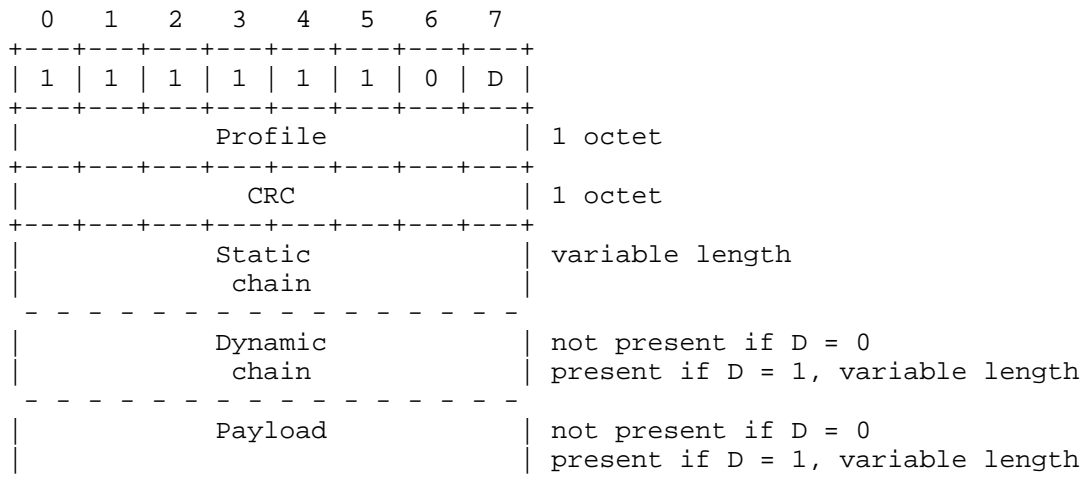 0   1   2   3   4   5   6   7
+---+---+---+---+---+---+---+---+
| 1 | 1 | 1 | 1 | 1 | 1 | 0 | D |
+---+---+---+---+---+---+---+---+
|            Profile            | 1 octet
+---+---+---+---+---+---+---+---+
|              CRC              | 1 octet
+---+---+---+---+---+---+---+---+
|            Static             | variable length
|             chain             |
 - - - - - - - - - - - - - - - -
|            Dynamic            | not present if D = 0
|             chain             | present if D = 1, variable length
 - - - - - - - - - - - - - - - -
|            Payload            | not present if D = 0
|                               | present if D = 1, variable length